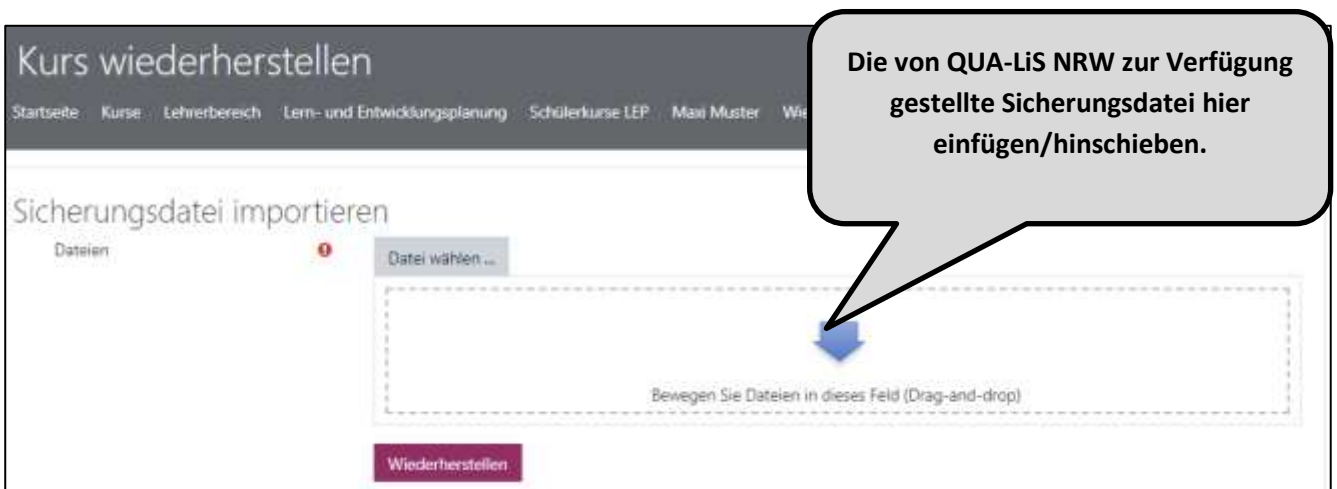 Kurs wiederherstellen
Startseite Kurse Lehrerbereich Lern- und Entwicklungsplanung Schülerkurse LEP Maxi Muster
Die von QUA-LiS NRW zur Verfügung
gestellte Sicherungsdatei hier
einfügen/hinschieben.
Sicherungsdatei importieren
Dateien
Datei wählen ...
Bewegen Sie Dateien in dieses Feld (Drag-and-drop)
Wiederherstellen